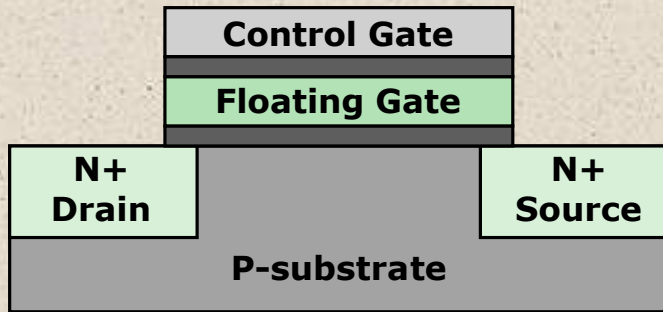 Control Gate
Floating Gate
N+
Drain
N+
Source
P-substrate